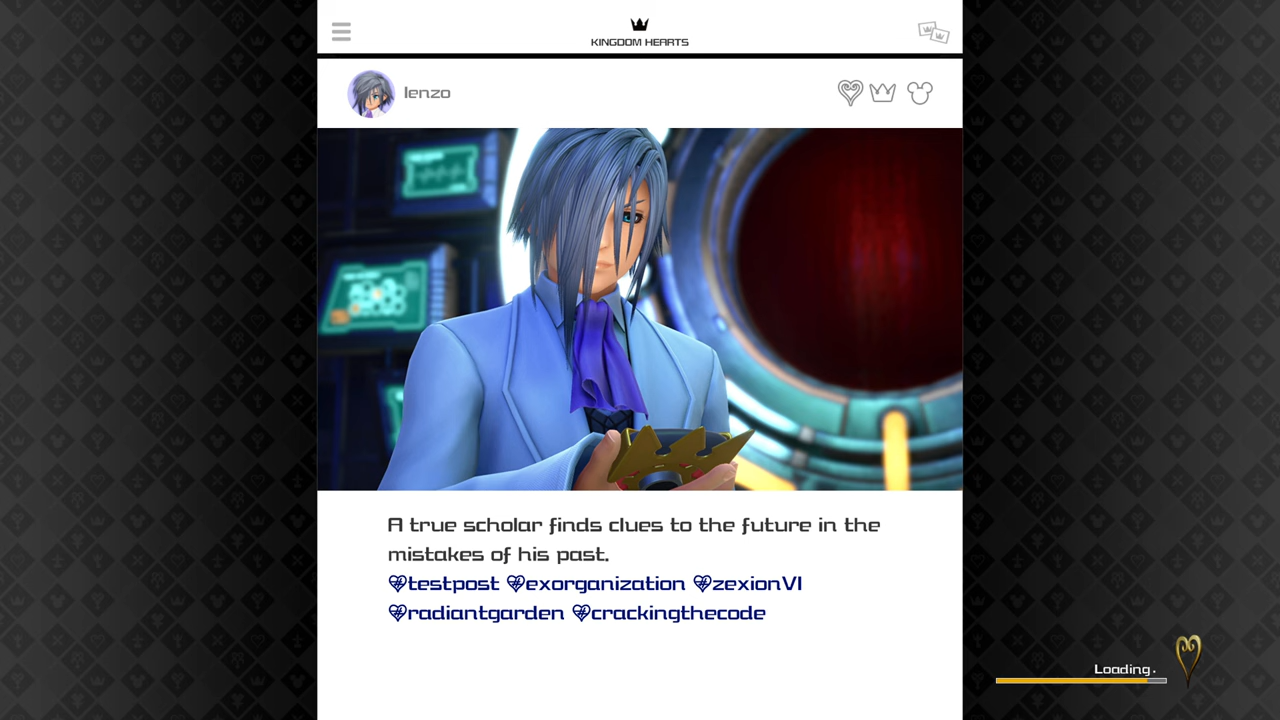 KINGDOM HEARTS
Ienzo
A true scholar finds clues to the future in the
mistakes of his past.
#testpost #exorganization #zexionVI
#radiantgarden #crackingthecode
Loading.